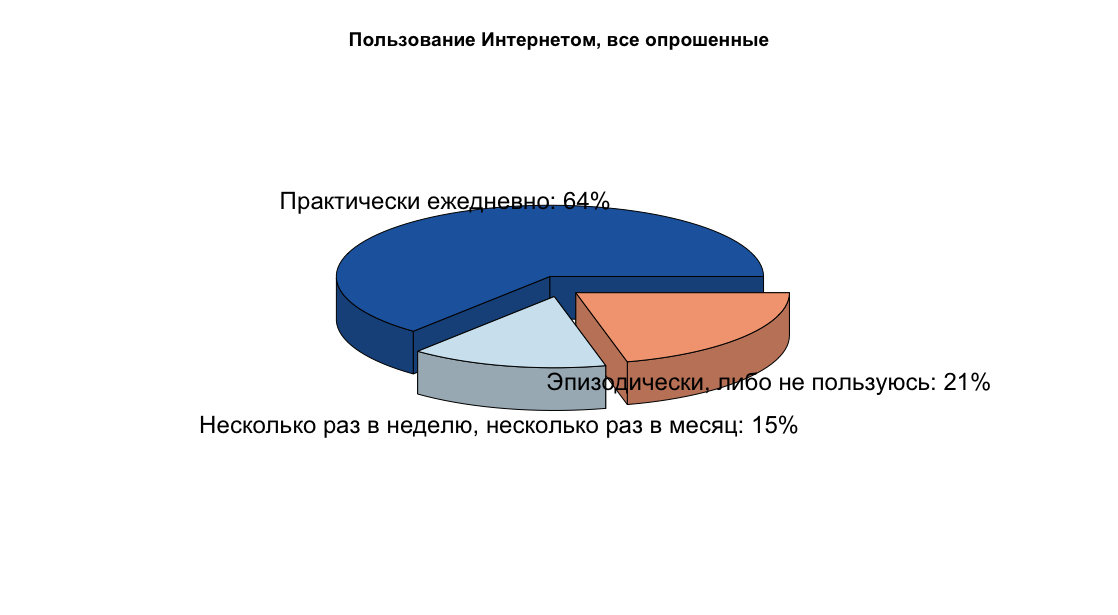 Пользование Интернетом, все опрошенные
Практически ежедневно: 64%
Эпизодически, либо не пользуюсь: 21%
Несколько раз в неделю, несколько раз в месяц: 15%